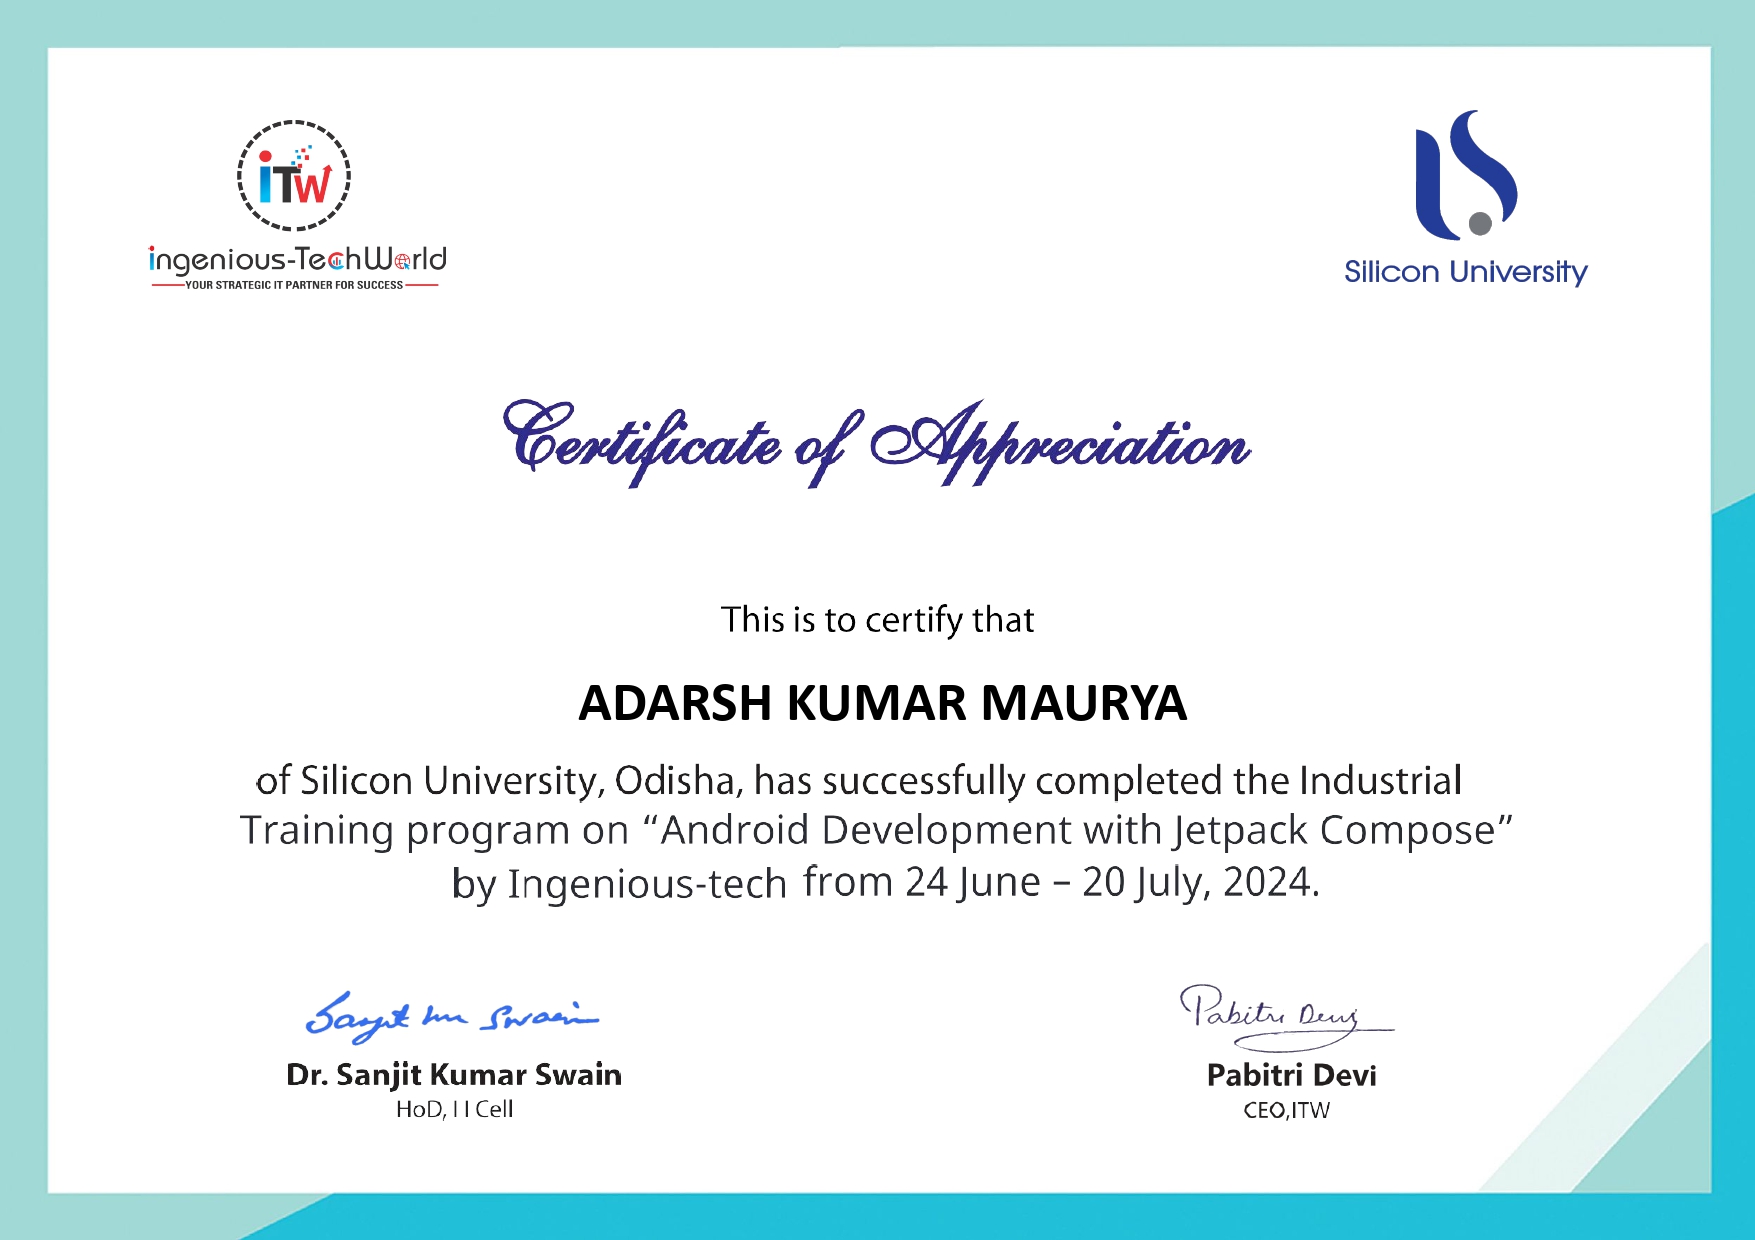 iTW
ingenious-TechWorld
YOUR STRATEGIC IT PARTNER FOR SUCCESS
Silicon University
Certificate of Appreciation
This is to certify that
ADARSH KUMAR MAURYA
of Silicon University, Odisha, has successfully completed the Industrial
Training program on “Android Development with Jetpack Compose”
by Ingenious-tech from 24 June – 20 July, 2024.
Sanjit Kr Swain
Pabitri Devi
Dr. Sanjit Kumar Swain
Pabitri Devi
HoD, I I Cell
CEO,ITW